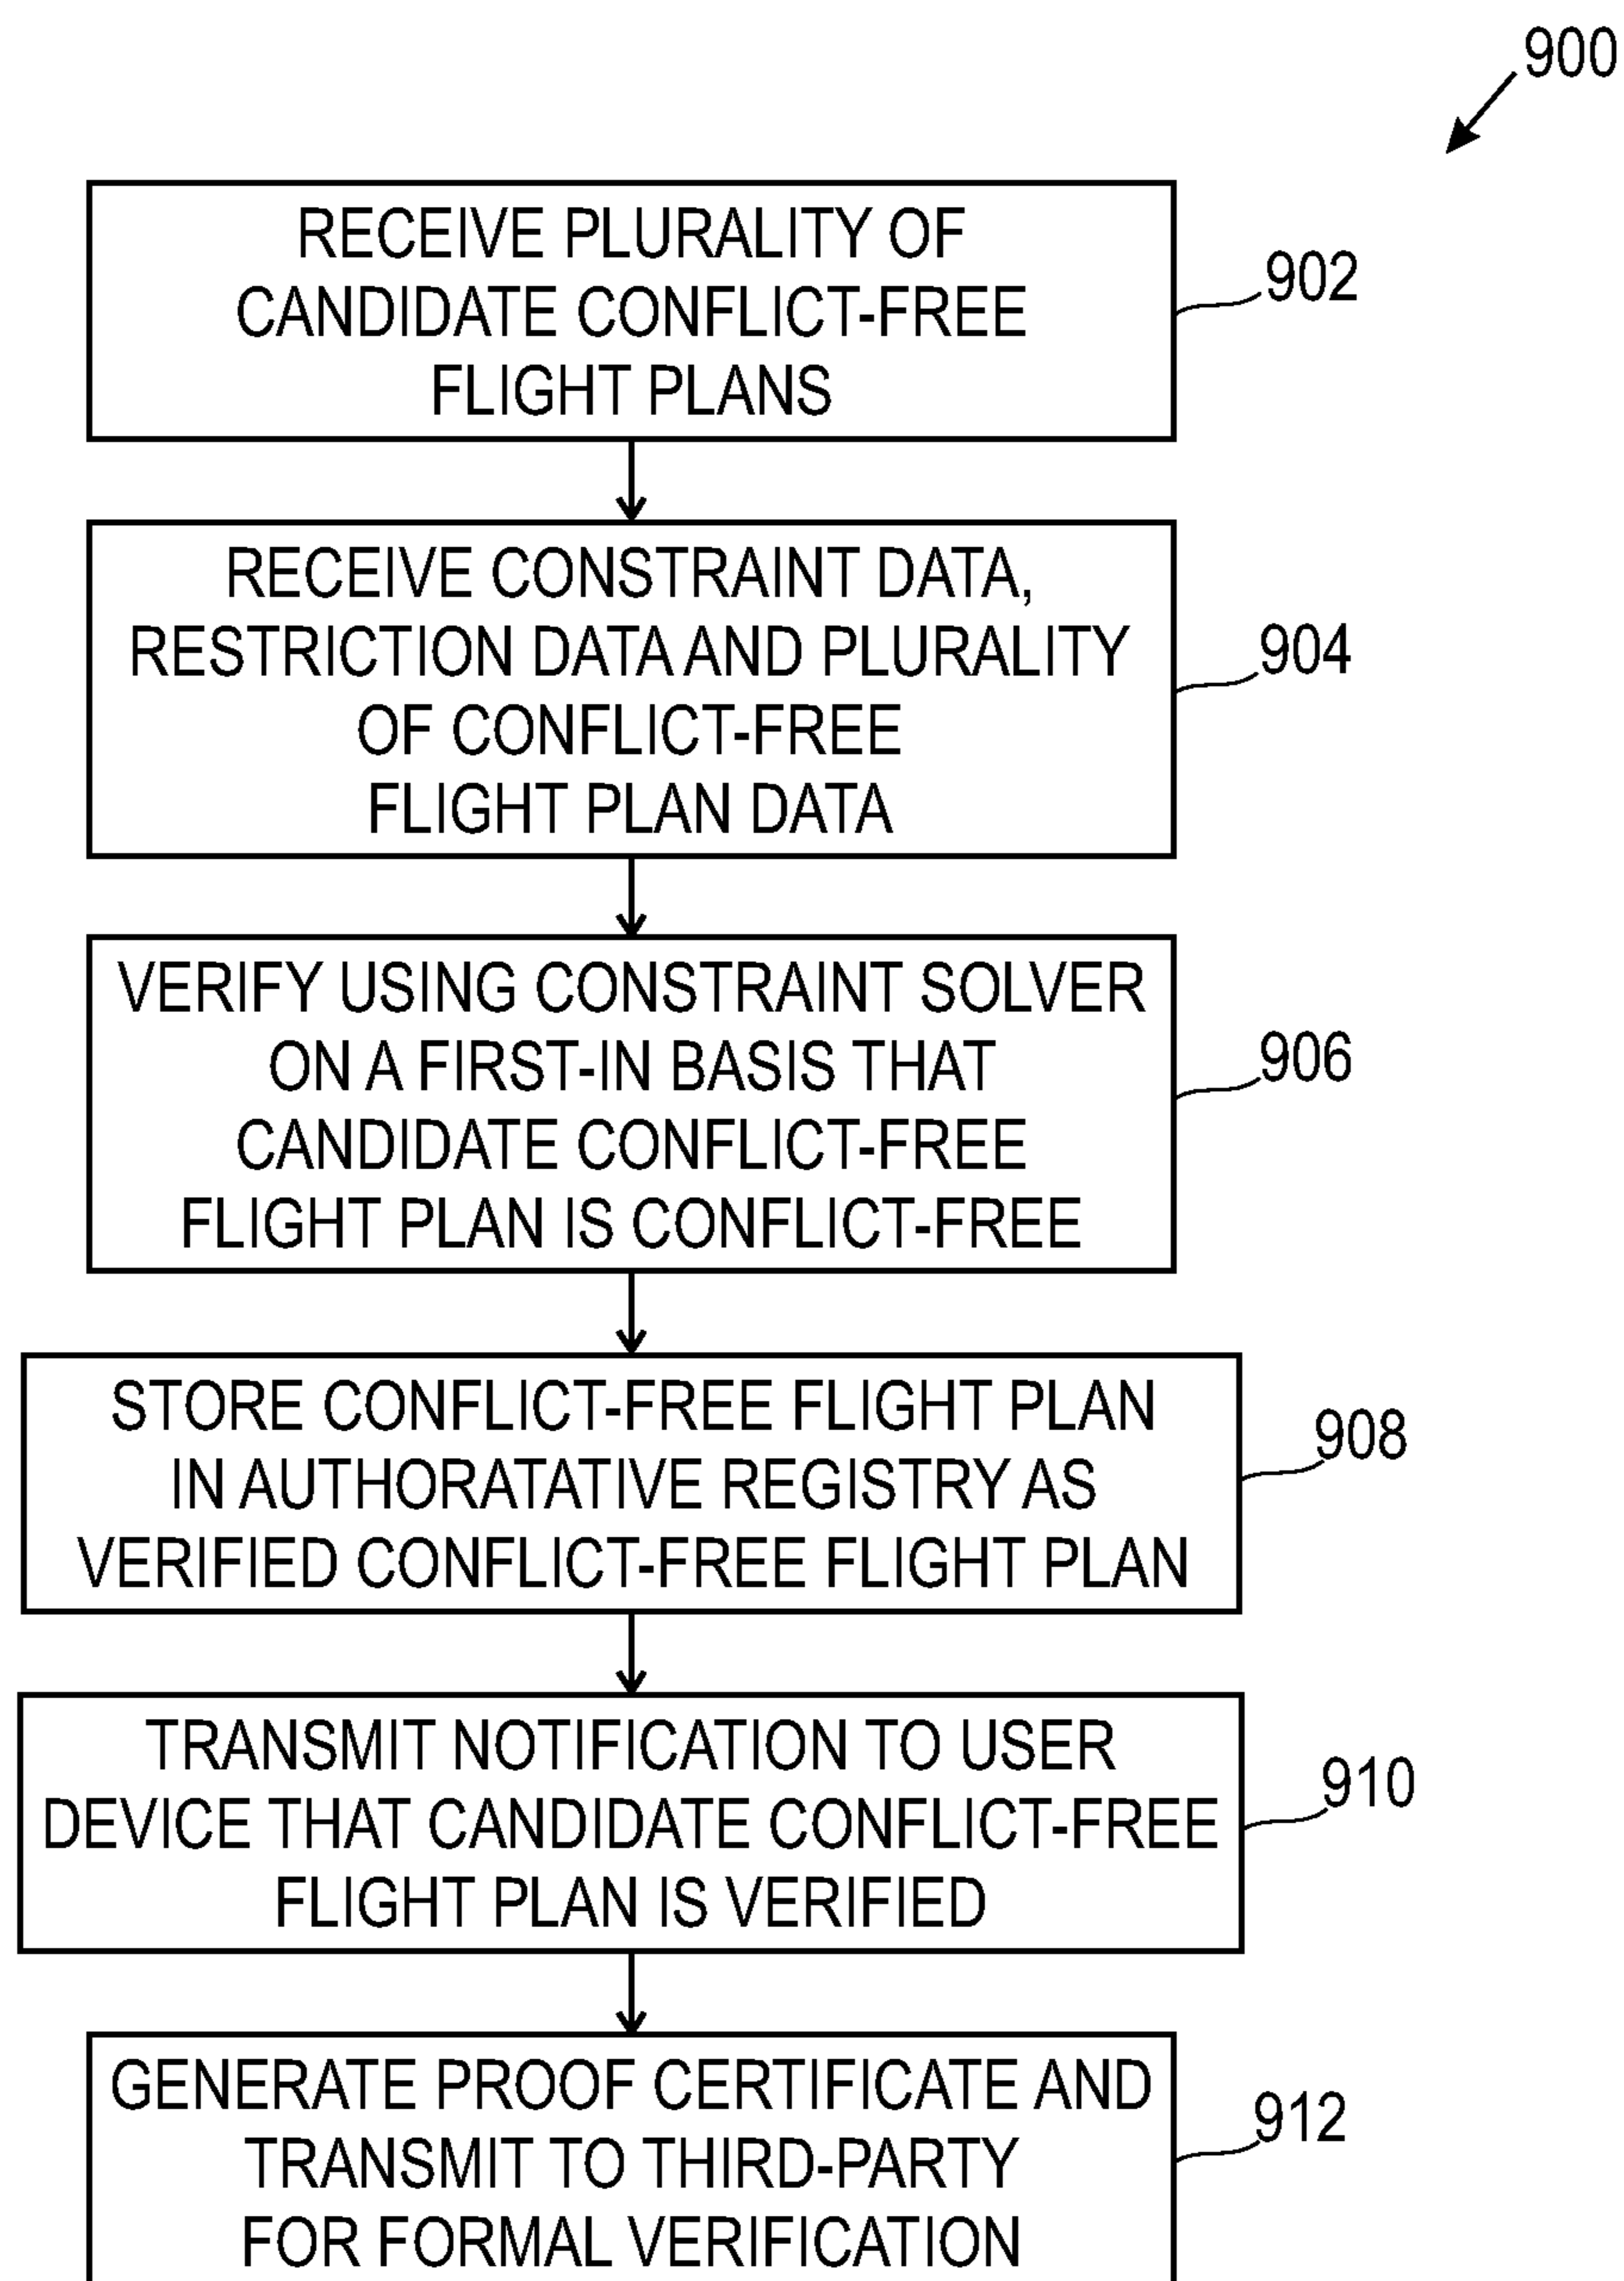 900
RECEIVE PLURALITY OF
CANDIDATE CONFLICT-FREE
FLIGHT PLANS
902
RECEIVE CONSTRAINT DATA,
RESTRICTION DATA AND PLURALITY
OF CONFLICT-FREE
FLIGHT PLAN DATA
904
VERIFY USING CONSTRAINT SOLVER
ON A FIRST-IN BASIS THAT
CANDIDATE CONFLICT-FREE
FLIGHT PLAN IS CONFLICT-FREE
906
STORE CONFLICT-FREE FLIGHT PLAN
IN AUTHORATATIVE REGISTRY AS
VERIFIED CONFLICT-FREE FLIGHT PLAN
908
TRANSMIT NOTIFICATION TO USER
DEVICE THAT CANDIDATE CONFLICT-FREE
FLIGHT PLAN IS VERIFIED
910
GENERATE PROOF CERTIFICATE AND
TRANSMIT TO THIRD-PARTY
FOR FORMAL VERIFICATION
912